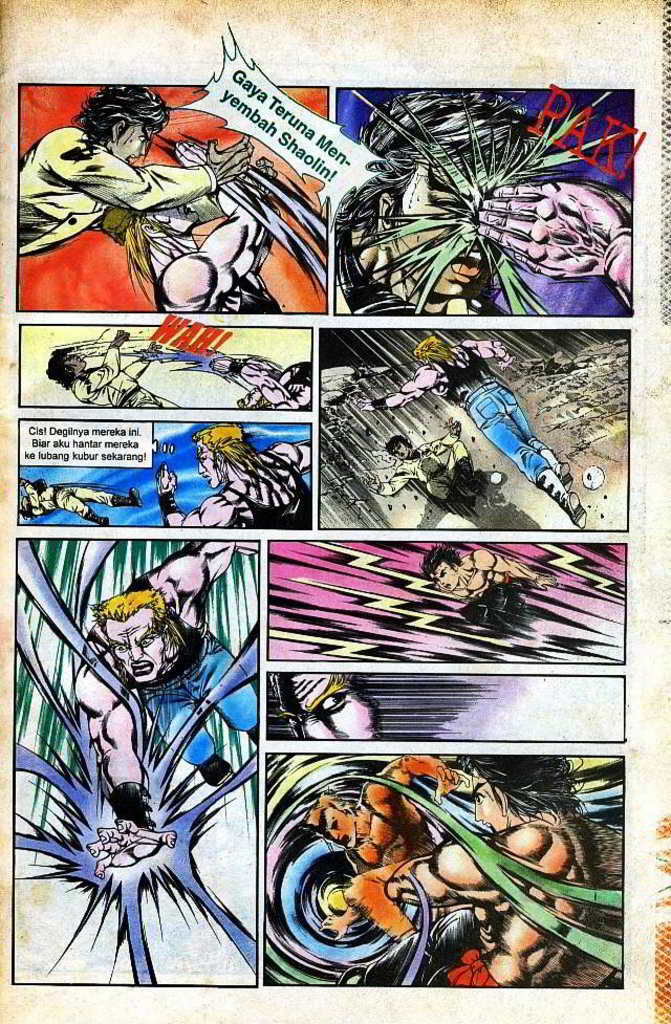 Gaya Teruna Men-
yembah Shaolin!
PAK!
WAH!
Cis! Degilnya mereka ini.
Biar aku hantar mereka
ke lubang kubur sekarang!